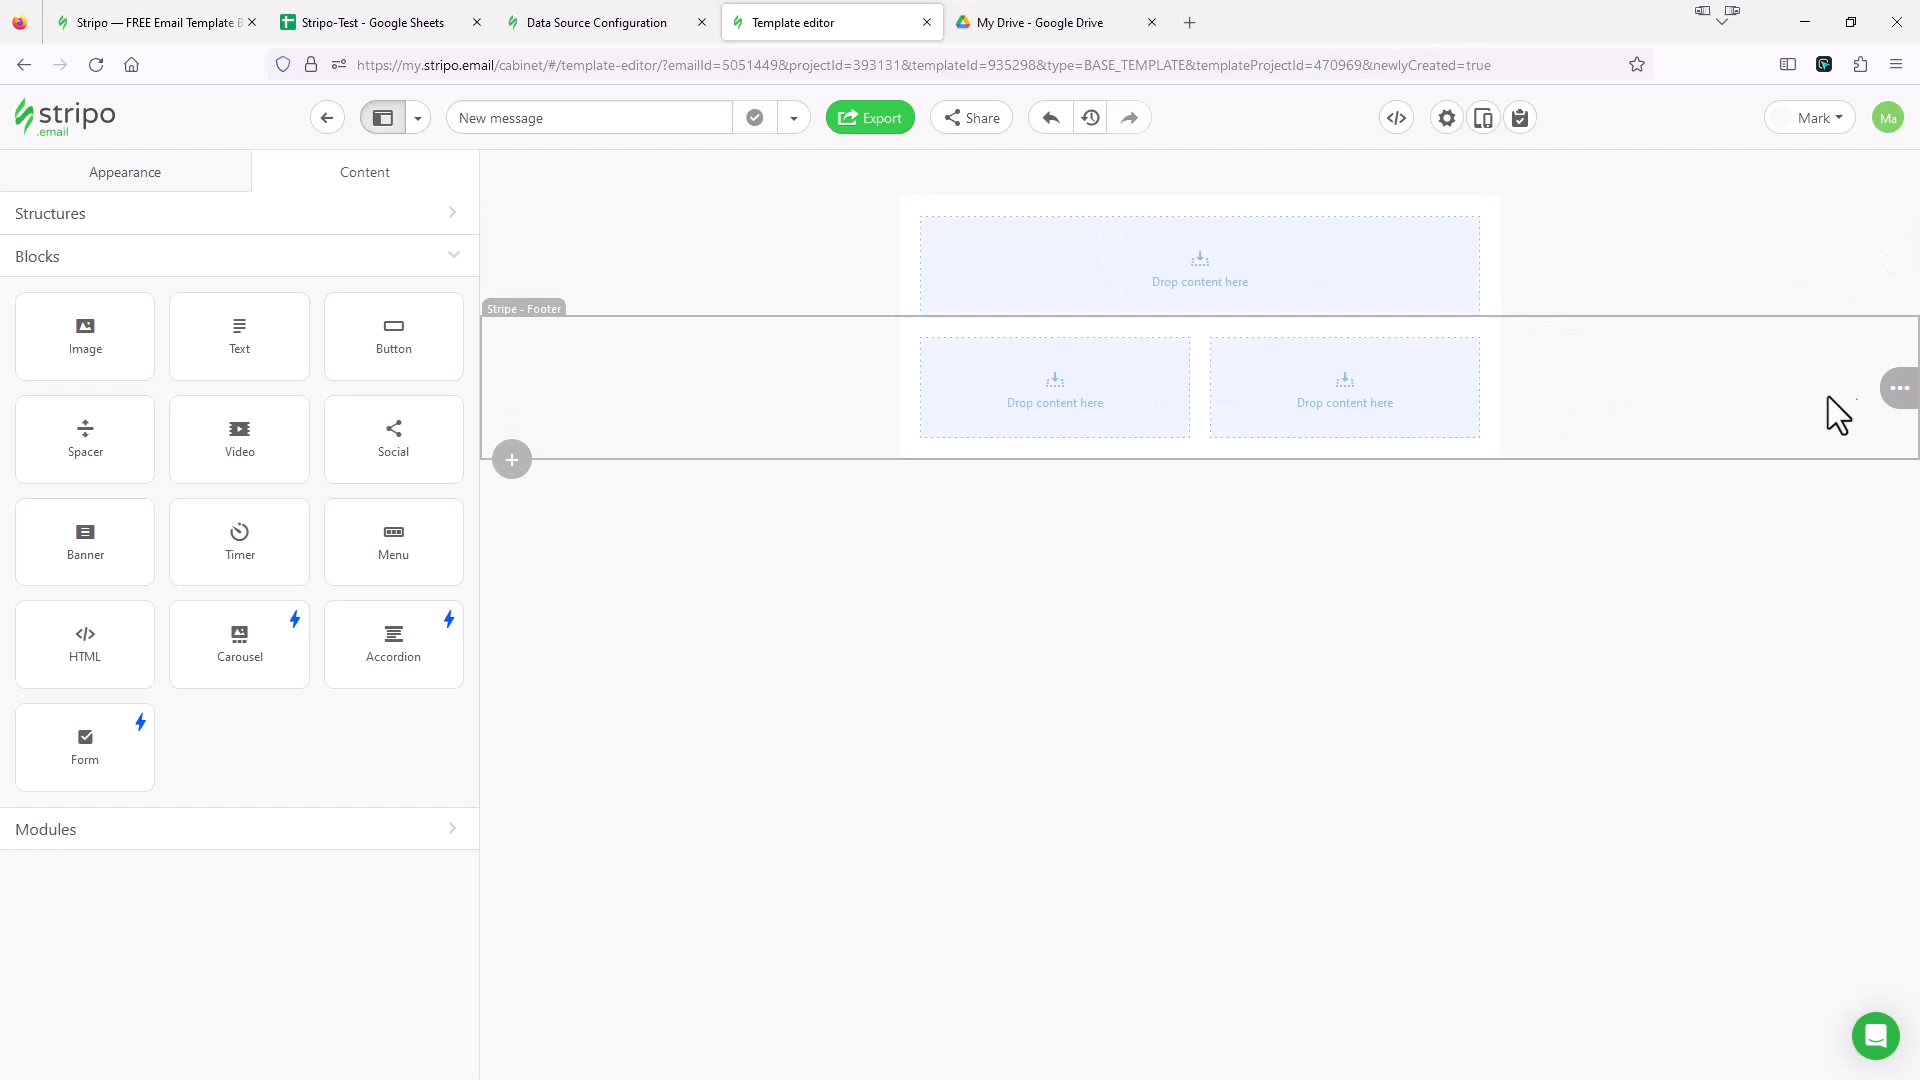 Stripo — FREE Email Template B
Stripo-Test - Google Sheets
Data Source Configuration
Template editor
My Drive - Google Drive
https://my.stripo.email/cabinet/#/template-editor/?emailId=5051449&projectId=393131&templateId=935298&type=BASE_TEMPLATE&templateProjectId=470969&newlyCreated=true
stripo
.email
New message
Export
Share
Mark
Ma
Appearance
Content
Structures
Blocks
Image
Text
Button
Spacer
Video
Social
Banner
Timer
Menu
HTML
Carousel
Accordion
Form
Modules
Drop content here
Stripe - Footer
Drop content here
Drop content here